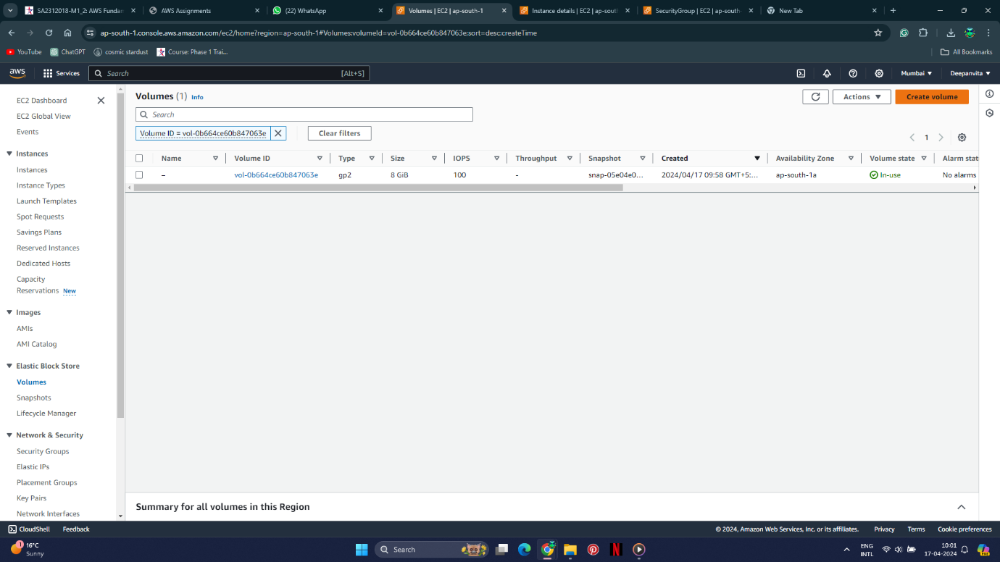 SA2312018-M1_2: AWS Fundan
AWS Assignments
(22) WhatsApp
Volumes | EC2 | ap-south-1
Instance details | EC2 | ap-sout
SecurityGroup | EC2 | ap-south-
New Tab
ap-south-1.console.aws.amazon.com/ec2/home?region=ap-south-1#Volumes:volumeId=vol-0b664ce60b847063e;sort=desc:createTime
YouTube
ChatGPT
cosmic stardust
Course: Phase 1 Trai...
All Bookmarks
aws
Services
Search
[Alt+S]
Mumbai
Deepanvita
EC2 Dashboard
EC2 Global View
Events
Instances
Instances
Instance Types
Launch Templates
Spot Requests
Savings Plans
Reserved Instances
Dedicated Hosts
Capacity
Reservations New
Images
AMIs
AMI Catalog
Elastic Block Store
Volumes
Snapshots
Lifecycle Manager
Network & Security
Security Groups
Elastic IPs
Placement Groups
Key Pairs
Network Interfaces
Volumes (1) Info
Actions
Create volume
Search
Volume ID = vol-0b664ce60b847063e
Clear filters
1
Name Volume ID Type Size IOPS Throughput Snapshot Created Availability Zone Volume state Alarm stat
– vol-0b664ce60b847063e gp2 8 GiB 100 - snap-05e04e0... 2024/04/17 09:58 GMT+5:... ap-south-1a In-use No alarms
Summary for all volumes in this Region
CloudShell
Feedback
© 2024, Amazon Web Services, Inc. or its affiliates.
Privacy
Terms
Cookie preferences
1
16°C
Sunny
Search
ENG
INTL
10:01
17-04-2024